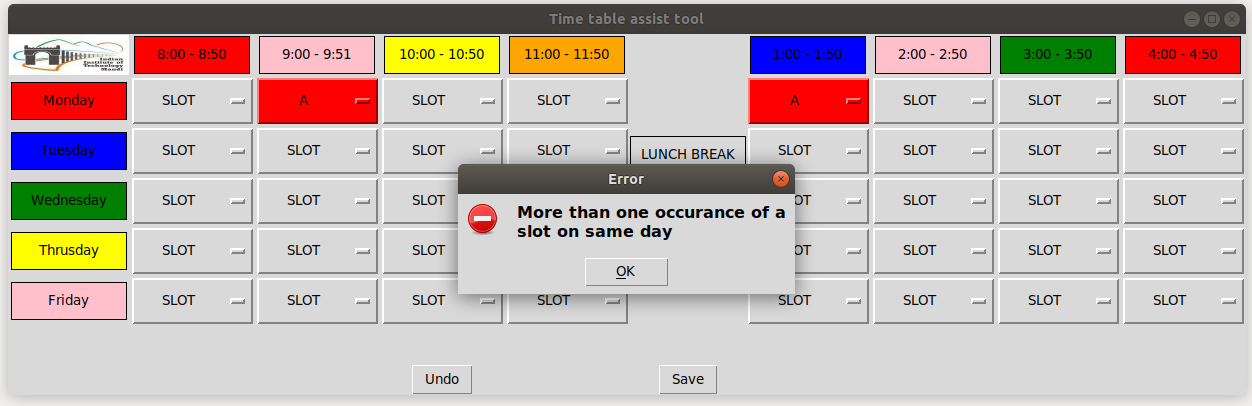 Time table assist tool
Indian
Institute of
Technology
Mandi
8:00 - 8:50 9:00 - 9:51 10:00 - 10:50 11:00 - 11:50 1:00 - 1:50 2:00 - 2:50 3:00 - 3:50 4:00 - 4:50
Monday SLOT A SLOT SLOT A SLOT SLOT SLOT
Tuesday SLOT SLOT SLOT SLOT LUNCH BREAK SLOT SLOT SLOT SLOT
Error
Wednesday SLOT SLOT SLOT SLOT SLOT SLOT
More than one occurance of a
slot on same day
Thrusday SLOT SLOT SLOT SLOT SLOT SLOT
OK
Friday SLOT SLOT SLOT SLOT SLOT SLOT SLOT SLOT
Undo Save